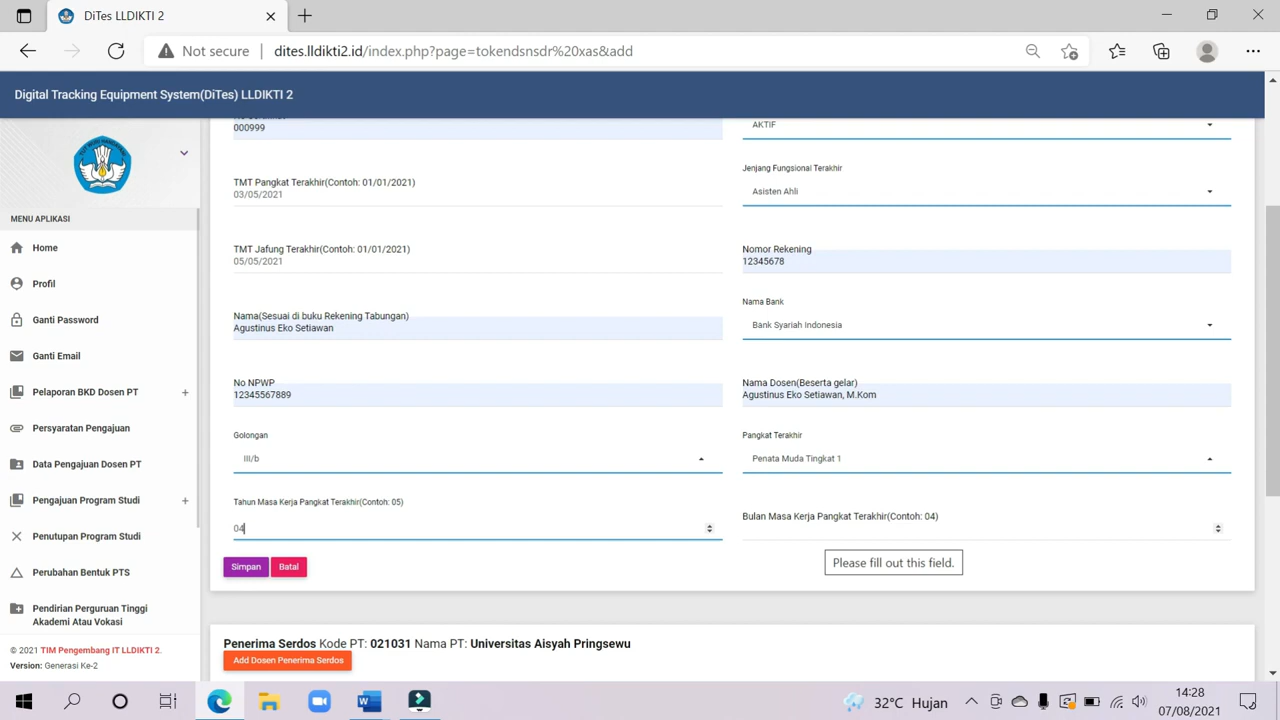 DiTes LLDIKTI 2
Not secure
dites.lldikti2.id/index.php?page=tokendsnsdr%20xas&add
Digital Tracking Equipment System(DiTes) LLDIKTI 2
MENU APLIKASI
Home
Profil
Ganti Password
Ganti Email
Pelaporan BKD Dosen PT +
Persyaratan Pengajuan
Data Pengajuan Dosen PT
Pengajuan Program Studi +
Penutupan Program Studi
Perubahan Bentuk PTS
Pendirian Perguruan Tinggi
Akademi Atau Vokasi
© 2021 TIM Pengembang IT LLDIKTI 2.
Version: Generasi Ke-2
000999
AKTIF
TMT Pangkat Terakhir(Contoh: 01/01/2021)
03/05/2021
Jenjang Fungsional Terakhir
Asisten Ahli
TMT Jafung Terakhir(Contoh: 01/01/2021)
05/05/2021
Nomor Rekening
12345678
Nama(Sesuai di buku Rekening Tabungan)
Agustinus Eko Setiawan
Nama Bank
Bank Syariah Indonesia
No NPWP
12345567889
Nama Dosen(Beserta gelar)
Agustinus Eko Setiawan, M.Kom
Golongan
III/b
Pangkat Terakhir
Penata Muda Tingkat 1
Tahun Masa Kerja Pangkat Terakhir(Contoh: 05)
04
Bulan Masa Kerja Pangkat Terakhir(Contoh: 04)
Please fill out this field.
Simpan
Batal
Penerima Serdos Kode PT: 021031 Nama PT: Universitas Aisyah Pringsewu
Add Dosen Penerima Serdos
32°C Hujan
14:28
07/08/2021